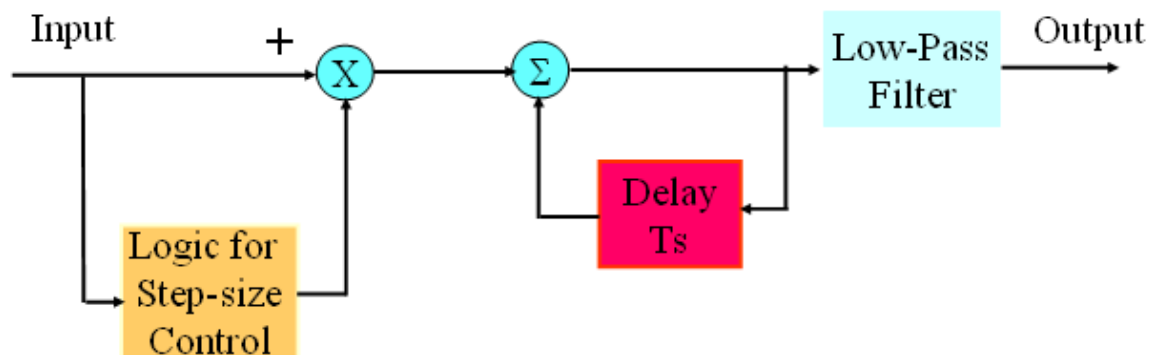 Input
+
X
Σ
Low-Pass
Filter
Output
Delay
Ts
Logic for
Step-size
Control